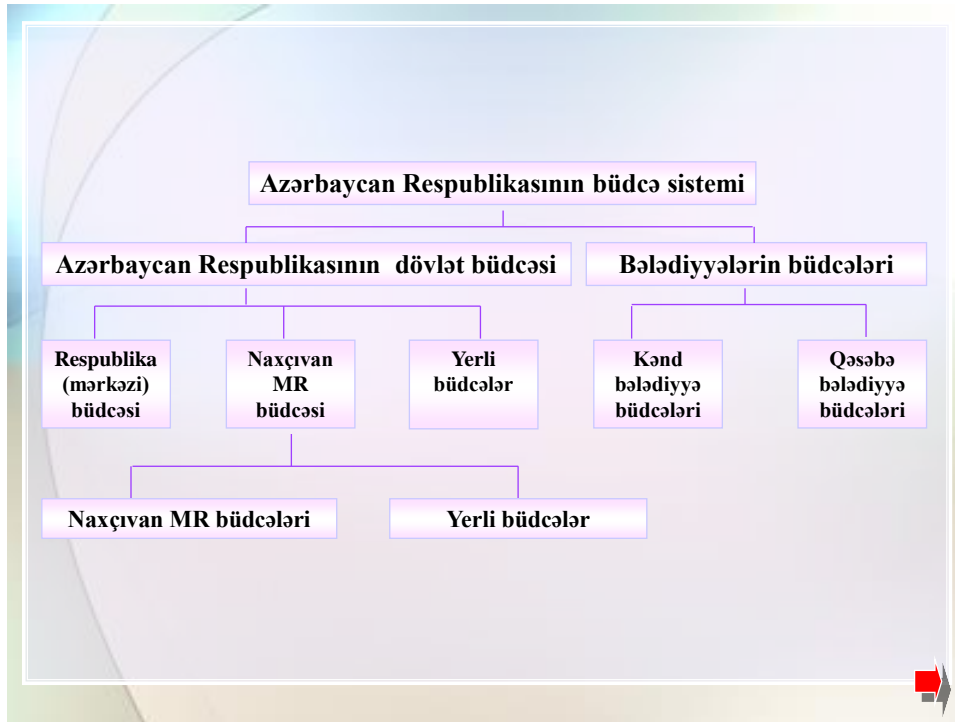 Azərbaycan Respublikasının büdcə sistemi
Azərbaycan Respublikasının dövlət büdcəsi
Bələdiyyələrin büdcələri
Respublika
(mərkəzi)
büdcəsi
Naxçıvan
MR
büdcəsi
Yerli
büdcələr
Kənd
bələdiyyə
büdcələri
Qəsəbə
bələdiyyə
büdcələri
Naxçıvan MR büdcələri
Yerli büdcələr